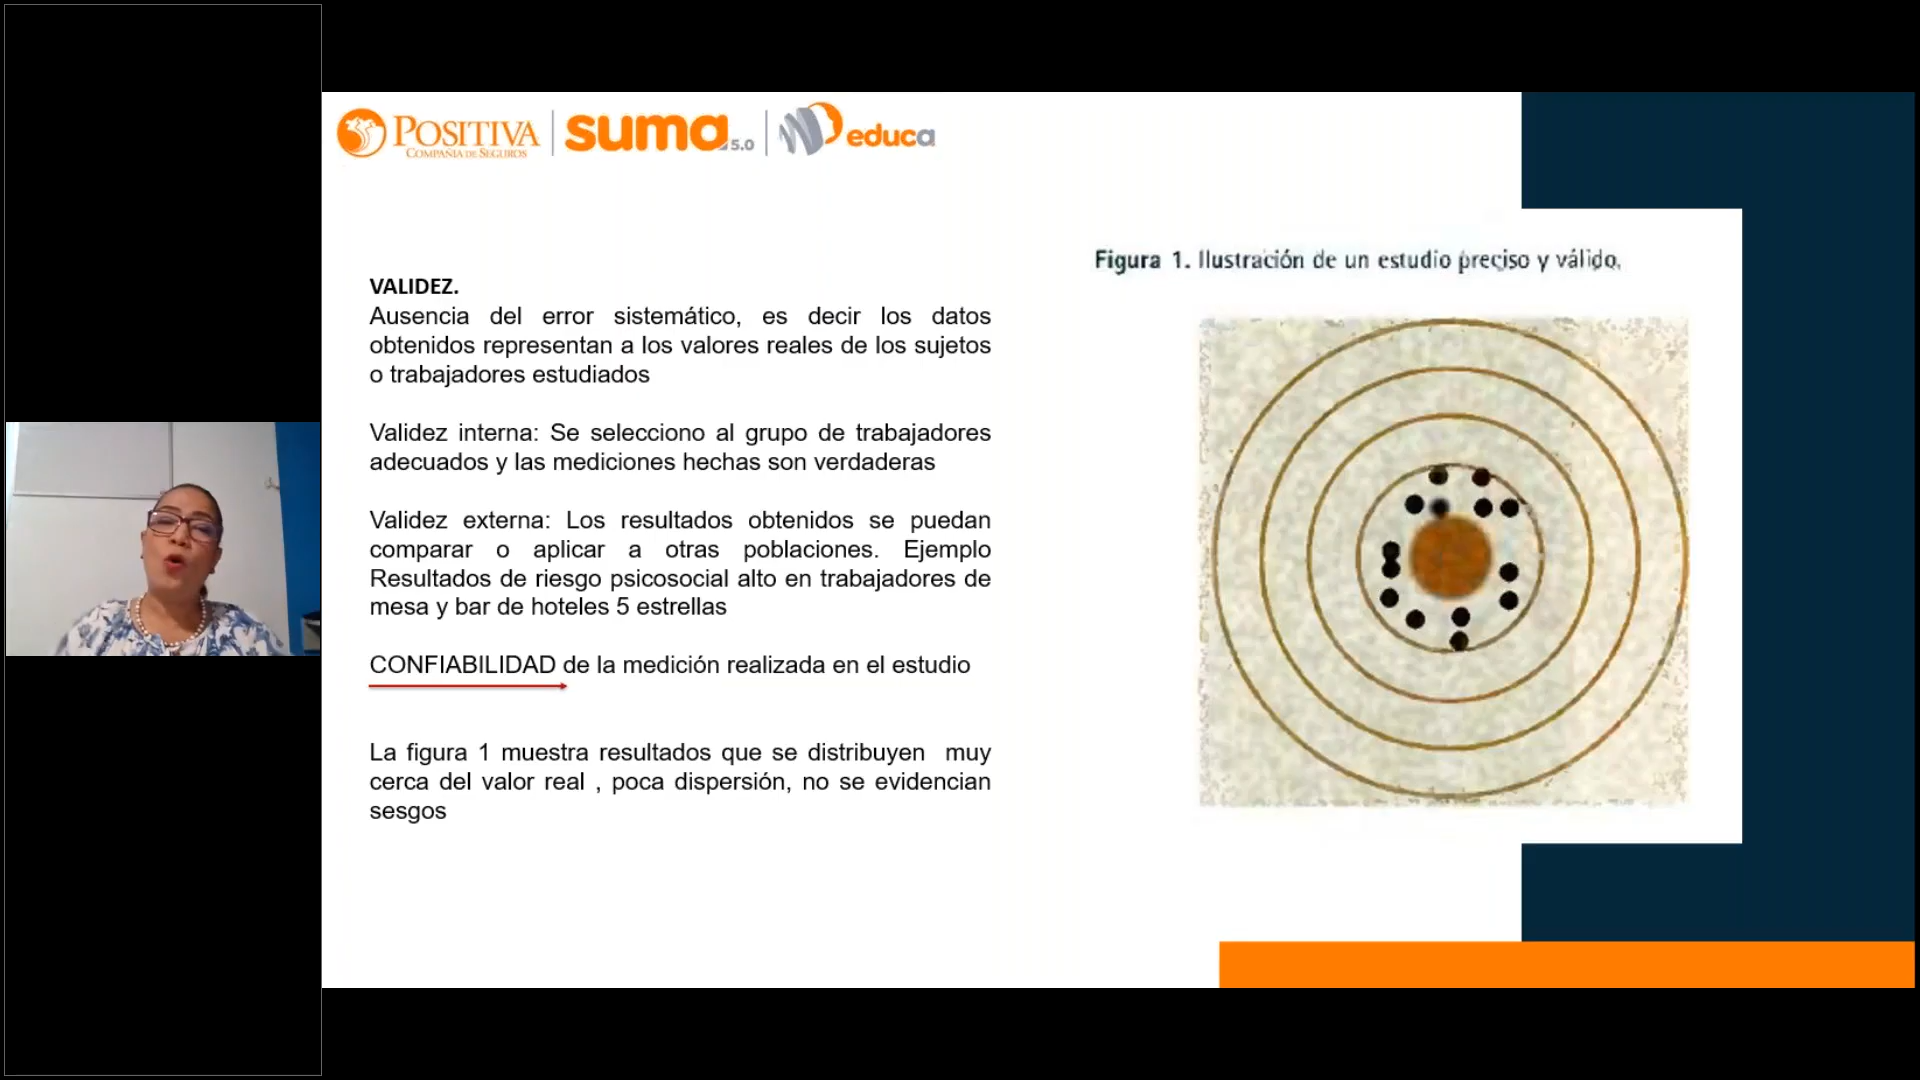 POSITIVA
COMPAÑIA DE SEGUROS
suma 5.0
educa
VALIDEZ.
Ausencia del error sistemático, es decir los datos
obtenidos representan a los valores reales de los sujetos
o trabajadores estudiados
Validez interna: Se selecciono al grupo de trabajadores
adecuados y las mediciones hechas son verdaderas
Validez externa: Los resultados obtenidos se puedan
comparar o aplicar a otras poblaciones. Ejemplo
Resultados de riesgo psicosocial alto en trabajadores de
mesa y bar de hoteles 5 estrellas
CONFIABILIDAD de la medición realizada en el estudio
La figura 1 muestra resultados que se distribuyen muy
cerca del valor real , poca dispersión, no se evidencian
sesgos
Figura 1. Ilustración de un estudio preciso y válido.